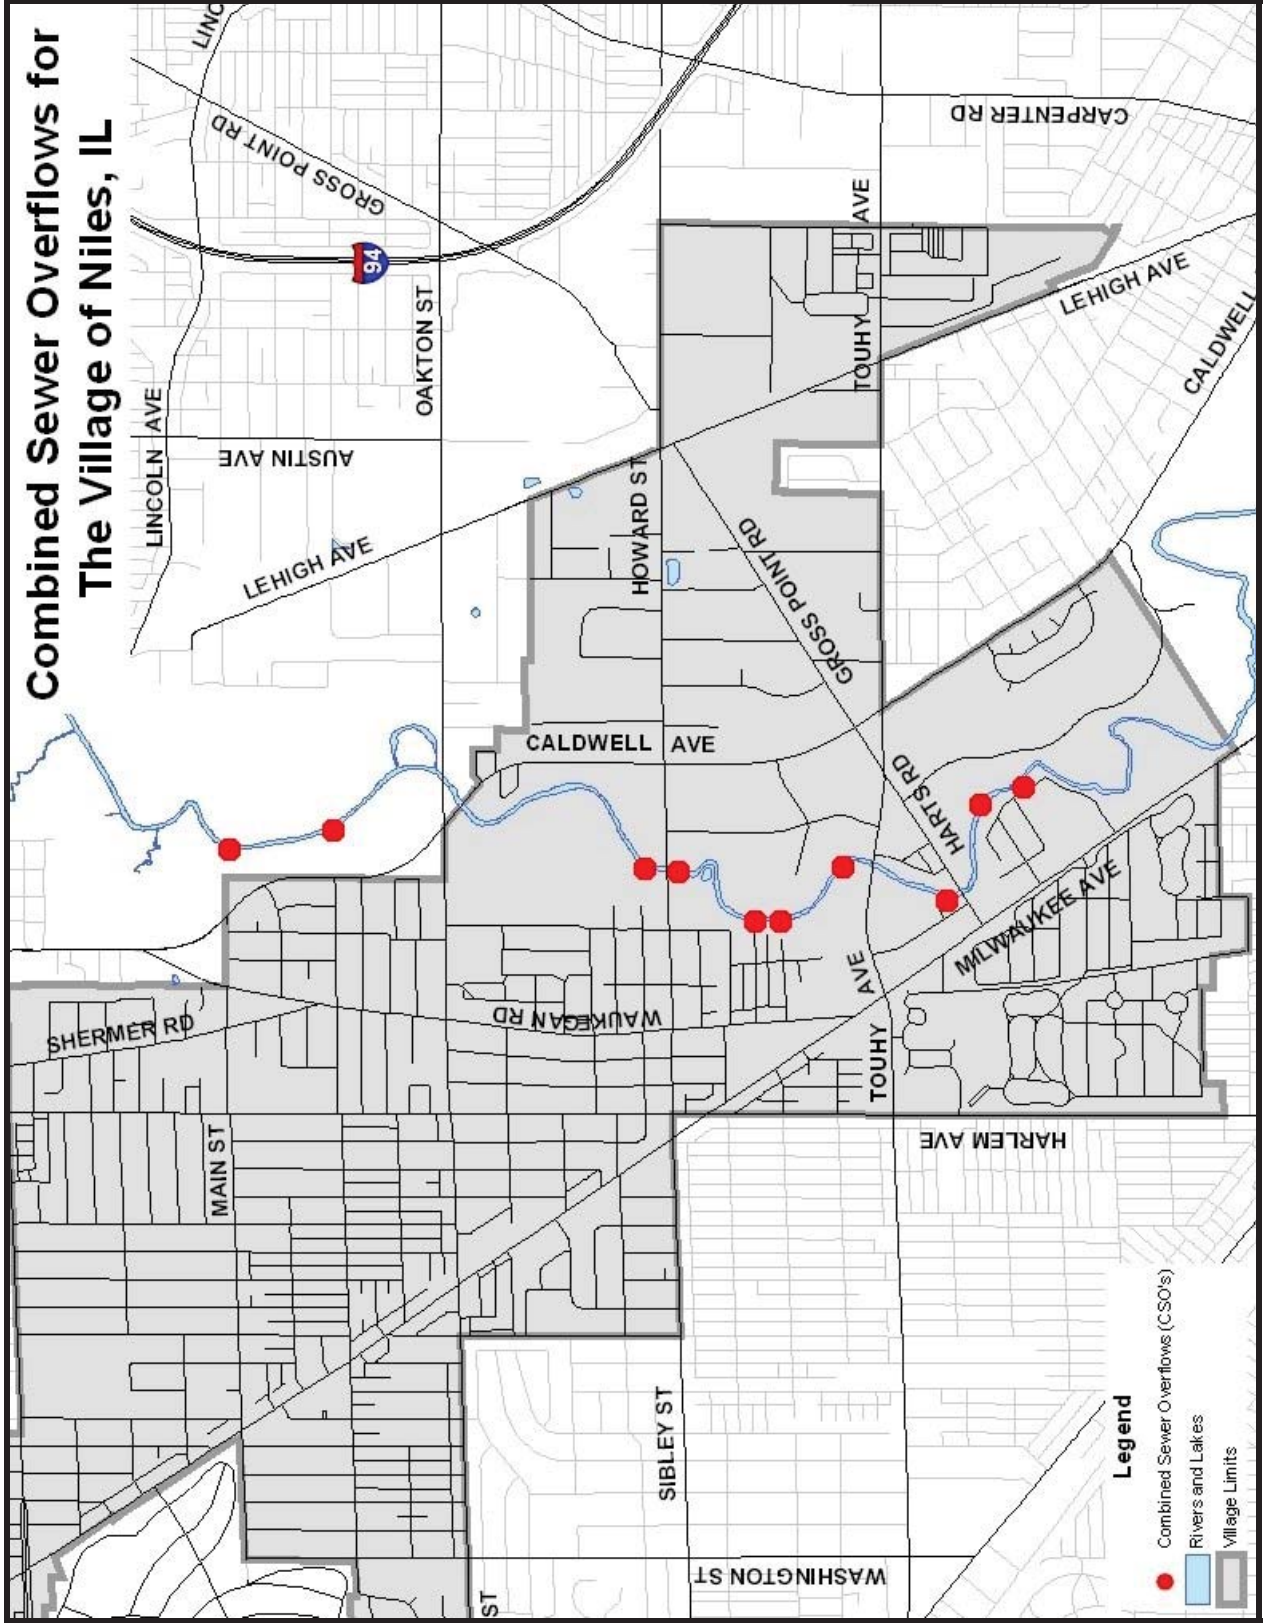 Combined Sewer Overflows for
The Village of Niles, IL
LINC
GROSS POINT RD
94
LINCOLN AVE
AUSTIN AVE
OAKTON ST
LEHIGH AVE
HOWARD ST
GROSS POINT RD
TOUHY AVE
CARPENTER RD
LEHIGH AVE
CALDWELL
CALDWELL AVE
HARTS RD
MILWAUKEE AVE
SHERMER RD
WAUKEGAN RD
TOUHY AVE
MAIN ST
HARLEM AVE
SIBLEY ST
WASHINGTON ST
ST
Legend
Combined Sewer Overflows (CSO's)
Rivers and Lakes
Village Limits